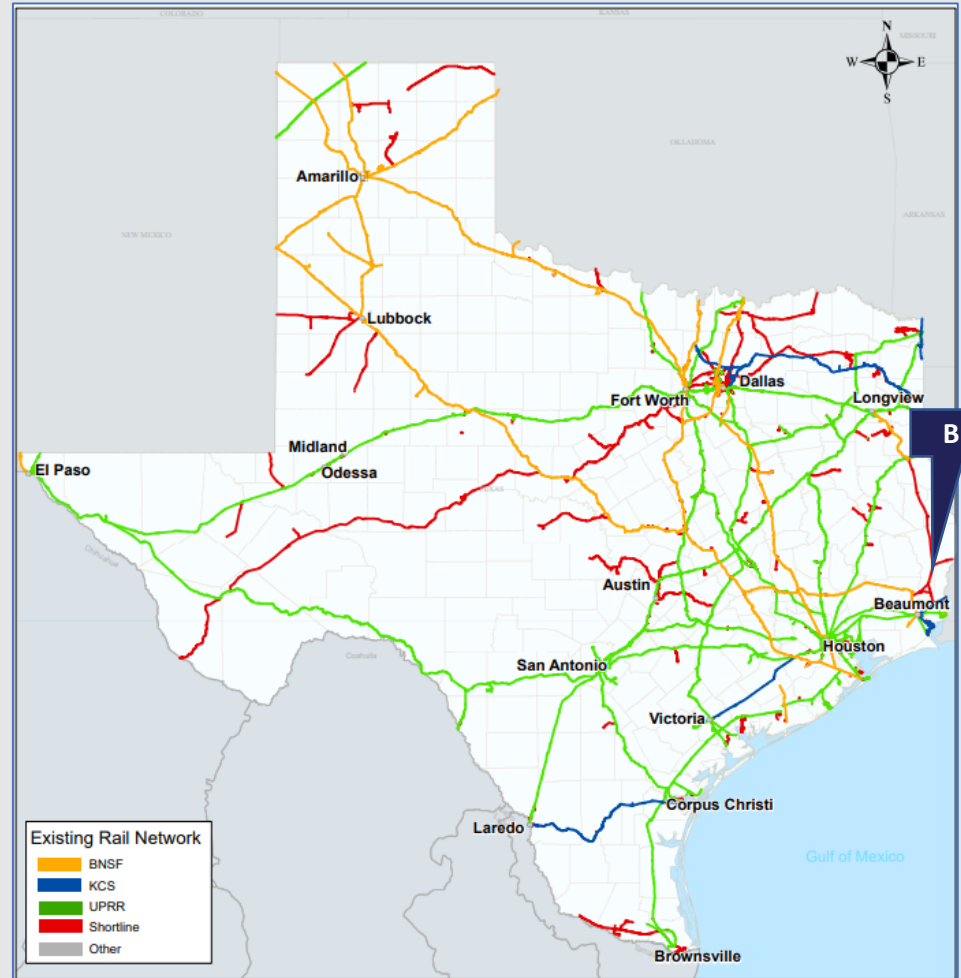 COLORADO
KANSAS
MISSOURI
N
W
E
S
OKLAHOMA
ARKANSAS
NEW MEXICO
Amarillo
Lubbock
Dallas
Fort Worth
Longview
B
Midland
Odessa
El Paso
TEXAS
Chihuahua
Austin
Beaumont
Houston
Coahuila
San Antonio
Victoria
Corpus Christi
Laredo
Gulf of Mexico
Existing Rail Network
BNSF
KCS
UPRR
Shortline
Other
Brownsville